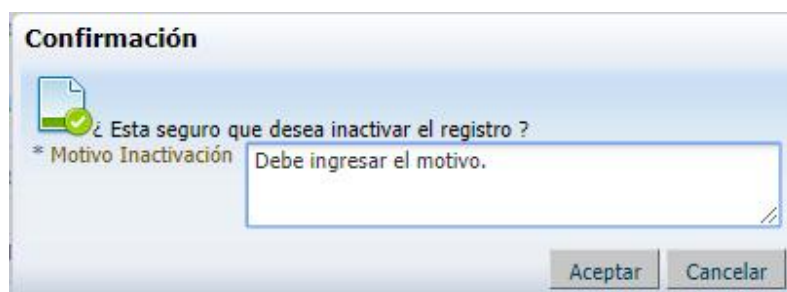 Confirmación
¿ Esta seguro que desea inactivar el registro ?
* Motivo Inactivación
Debe ingresar el motivo.
Aceptar
Cancelar